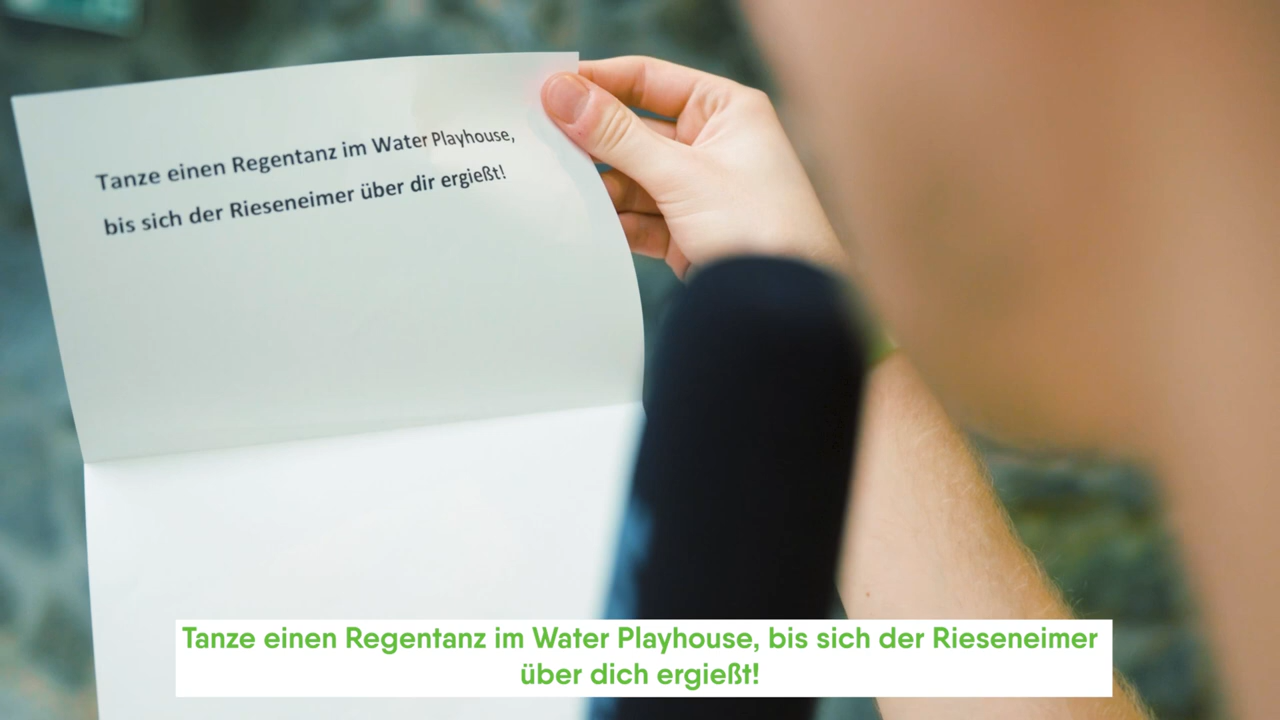 Tanze einen Regentanz im Water Playhouse,
bis sich der Rieseneimer über dir ergießt!
Tanze einen Regentanz im Water Playhouse, bis sich der Rieseneimer
über dich ergießt!